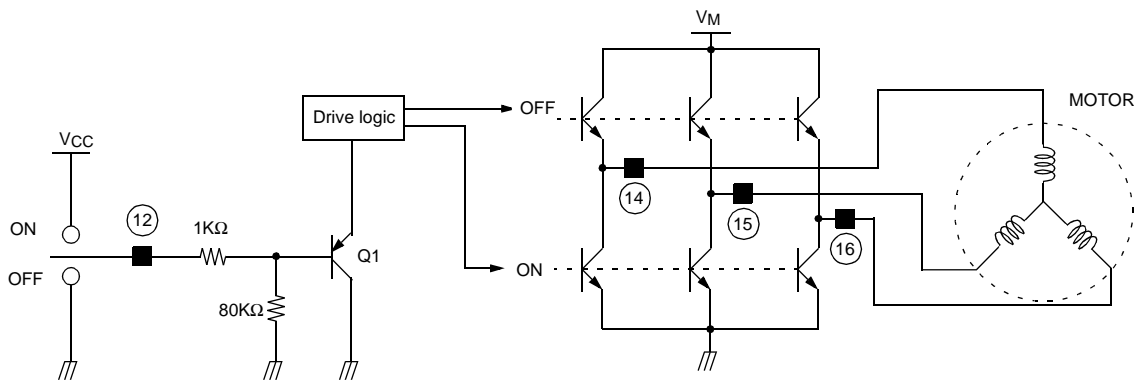 VM
Drive logic
OFF
MOTOR
VCC
14
12
15
ON
1KΩ
16
Q1
ON
OFF
80KΩ